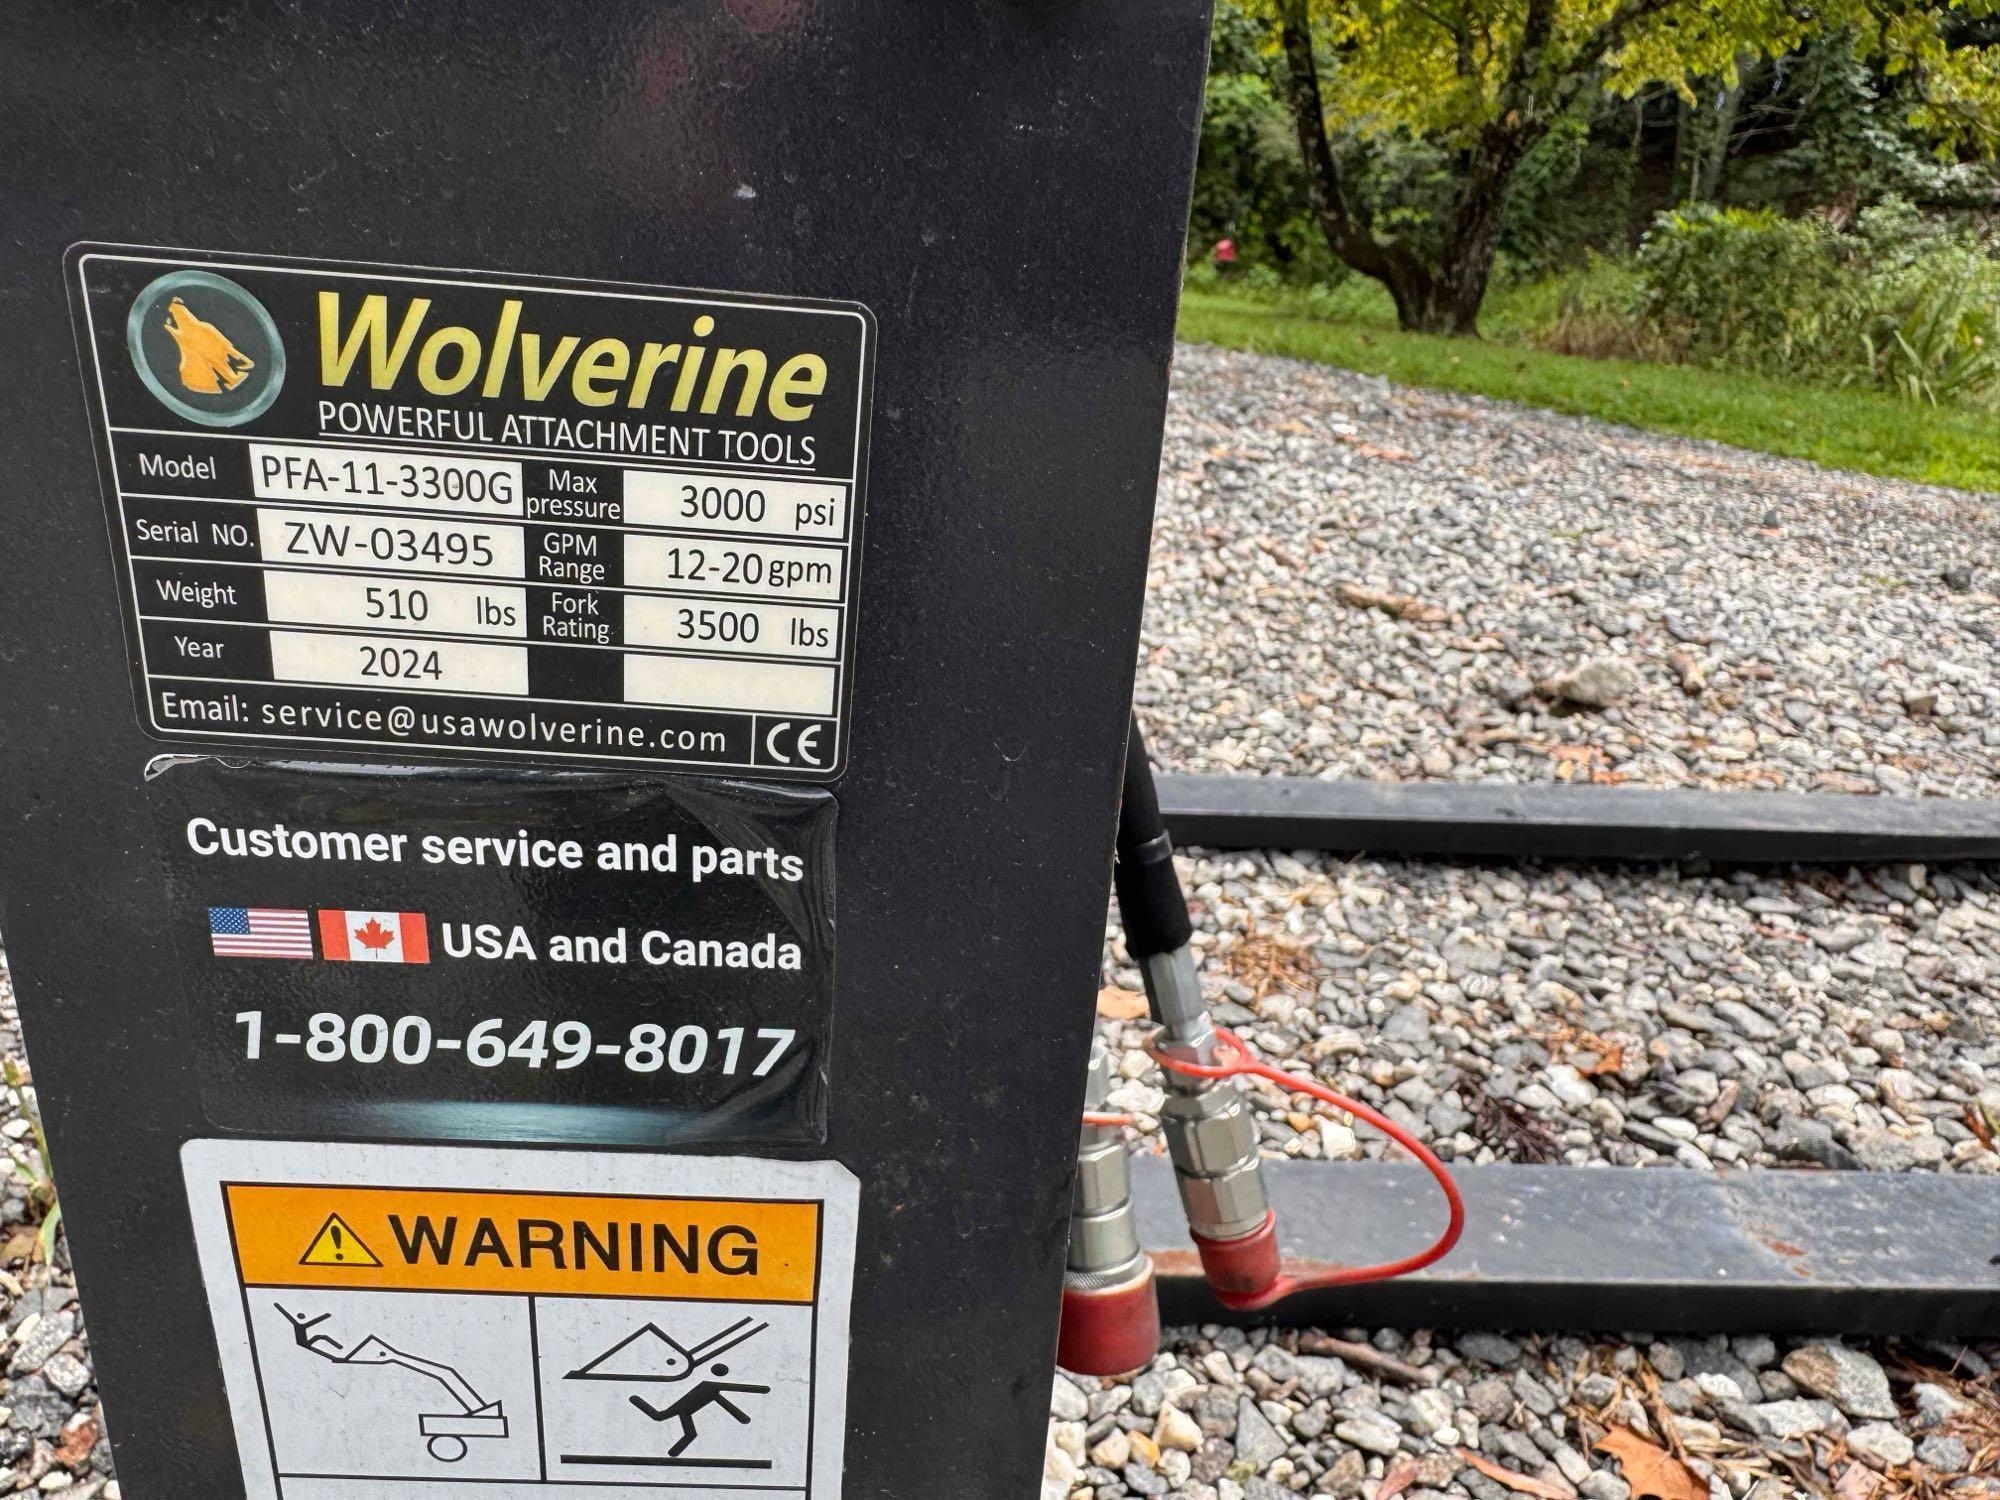 Wolverine
POWERFUL ATTACHMENT TOOLS
Model PFA-11-3300G Max pressure 3000 psi
Serial NO. ZW-03495 GPM Range 12-20 gpm
Weight 510 lbs Fork Rating 3500 lbs
Year 2024
Email: service@usawolverine.com CE
Customer service and parts
USA and Canada
1-800-649-8017
WARNING